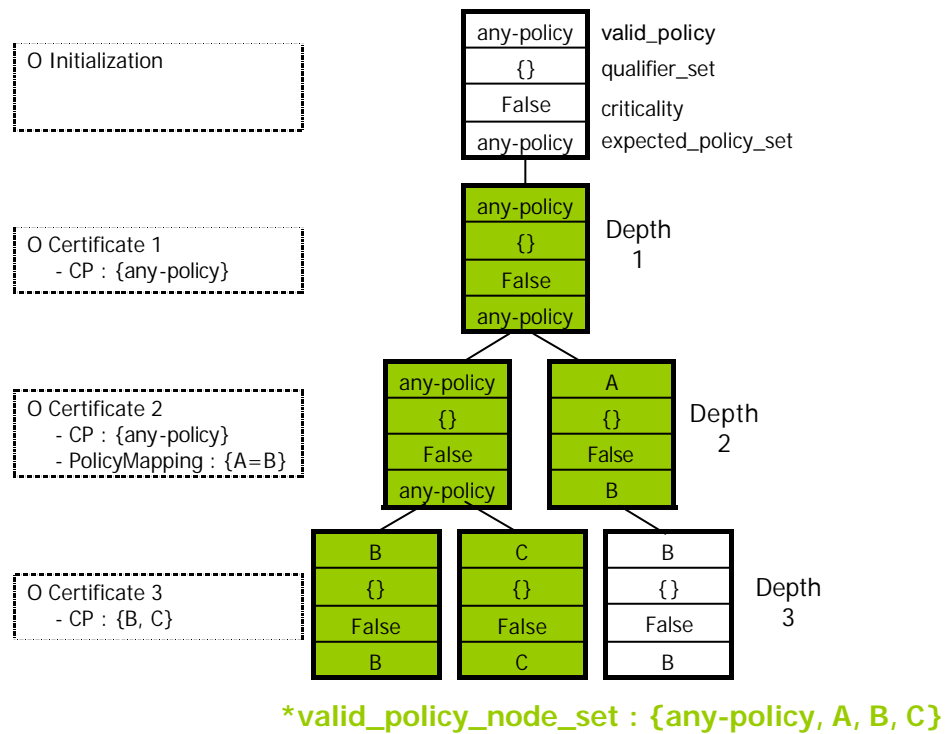 any-policy valid_policy
O Initialization
{} qualifier_set
False criticality
any-policy expected_policy_set
any-policy
Depth
1
O Certificate 1
- CP : {any-policy}
{}
False
any-policy
any-policy A
O Certificate 2
- CP : {any-policy}
- PolicyMapping : {A=B}
{} {}
Depth
2
False False
any-policy B
B C B
O Certificate 3
- CP : {B, C}
{} {} {}
Depth
3
False False False
B C B
*valid_policy_node_set : {any-policy, A, B, C}